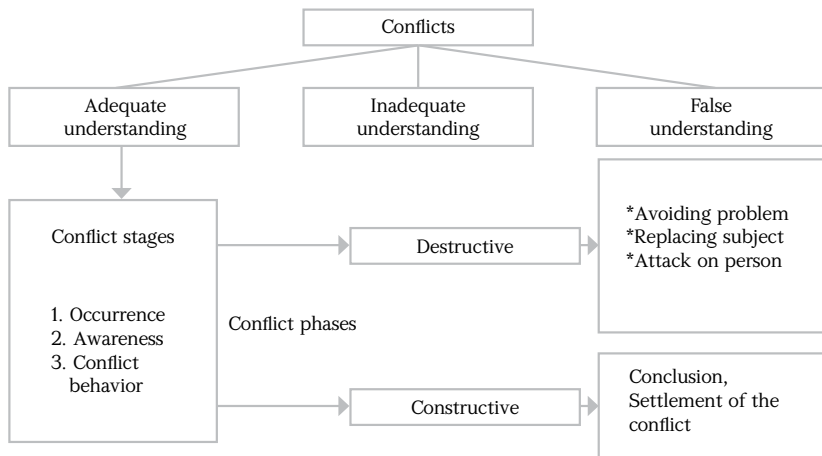 Conflicts
Adequate
understanding
Inadequate
understanding
False
understanding
Conflict stages
1. Occurrence
2. Awareness
3. Conflict
behavior
Conflict phases
Destructive
*Avoiding problem
*Replacing subject
*Attack on person
Constructive
Conclusion,
Settlement of the
conflict